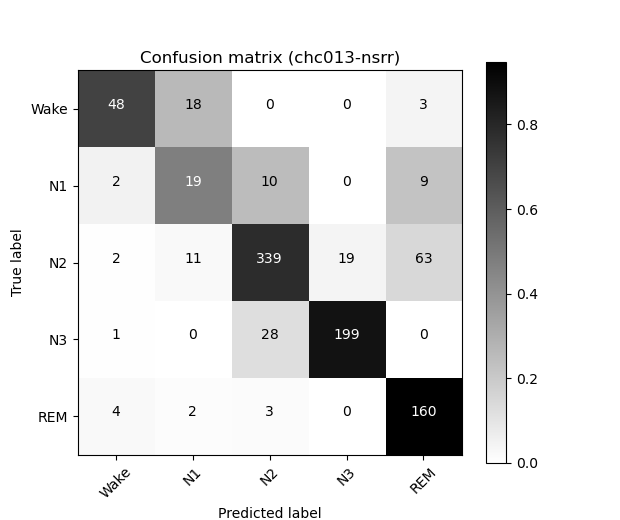 Confusion matrix (chc013-nsrr)
Wake 48 18 0 0 3
N1 2 19 10 0 9
N2 2 11 339 19 63
N3 1 0 28 199 0
REM 4 2 3 0 160
Wake N1 N2 N3 REM
True label
Predicted label
0.8
0.6
0.4
0.2
0.0